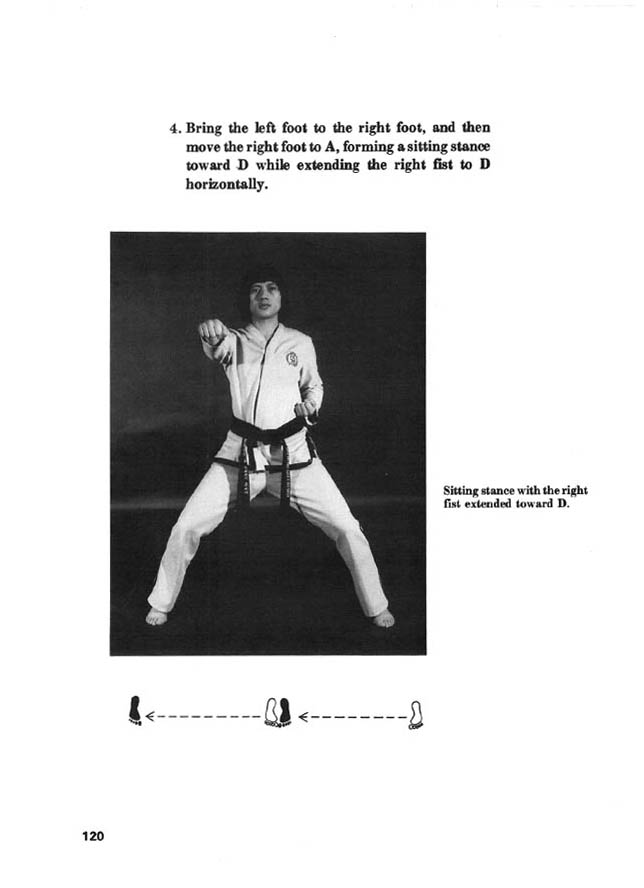 4. Bring the left foot to the right foot, and then
move the right foot to A, forming a sitting stance
toward D while extending the right fist to D
horizontally.
Sitting stance with the right
fist extended toward D.
120